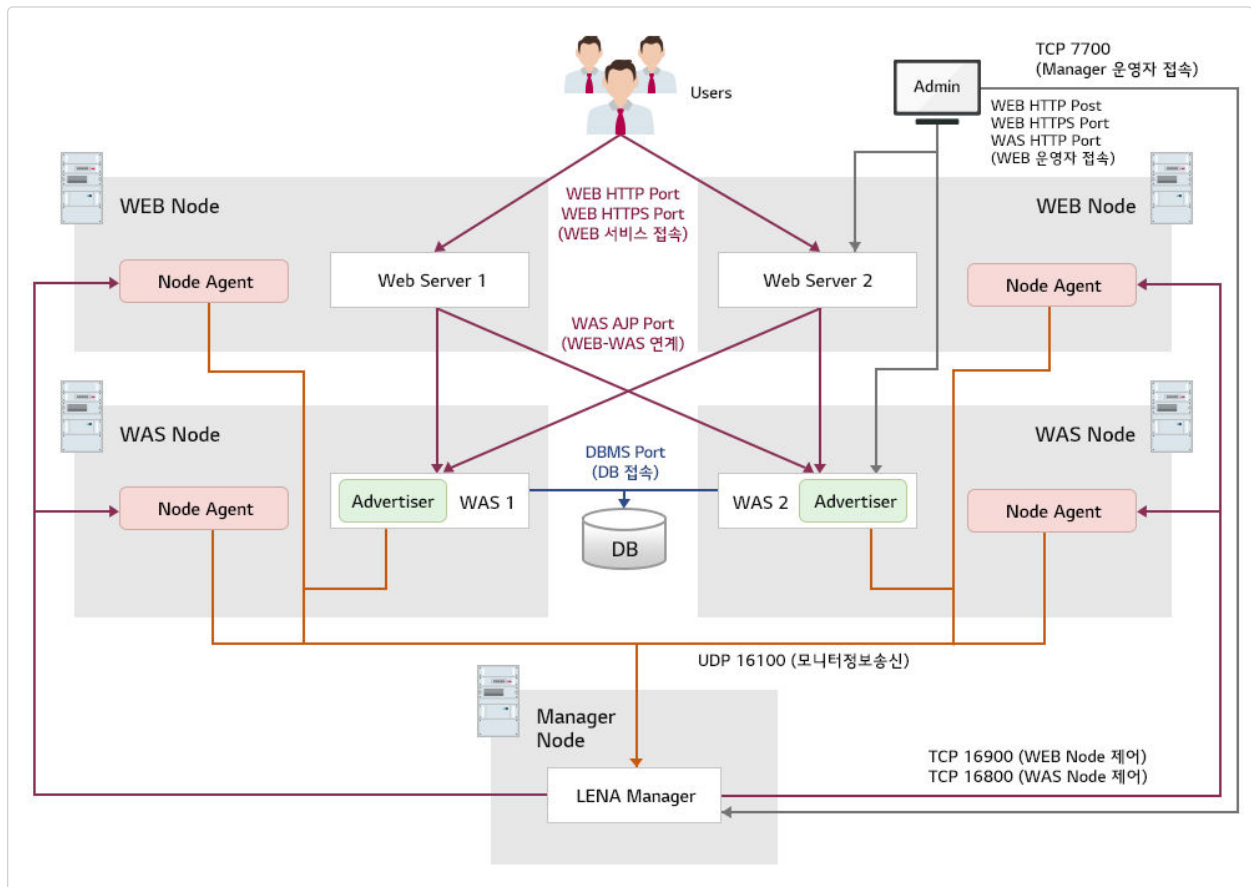 TCP 7700
(Manager 운영자 접속)
Users
Admin
WEB HTTP Post
WEB HTTPS Port
WAS HTTP Port
(WEB 운영자 접속)
WEB Node
WEB HTTP Port
WEB HTTPS Port
(WEB 서비스 접속)
WEB Node
Node Agent
Web Server 1
Web Server 2
Node Agent
WAS AJP Port
(WEB-WAS 연계)
WAS Node
WAS Node
DBMS Port
(DB 접속)
Node Agent
Advertiser
WAS 1
WAS 2
Advertiser
Node Agent
DB
UDP 16100 (모니터정보송신)
Manager
Node
TCP 16900 (WEB Node 제어)
TCP 16800 (WAS Node 제어)
LENA Manager